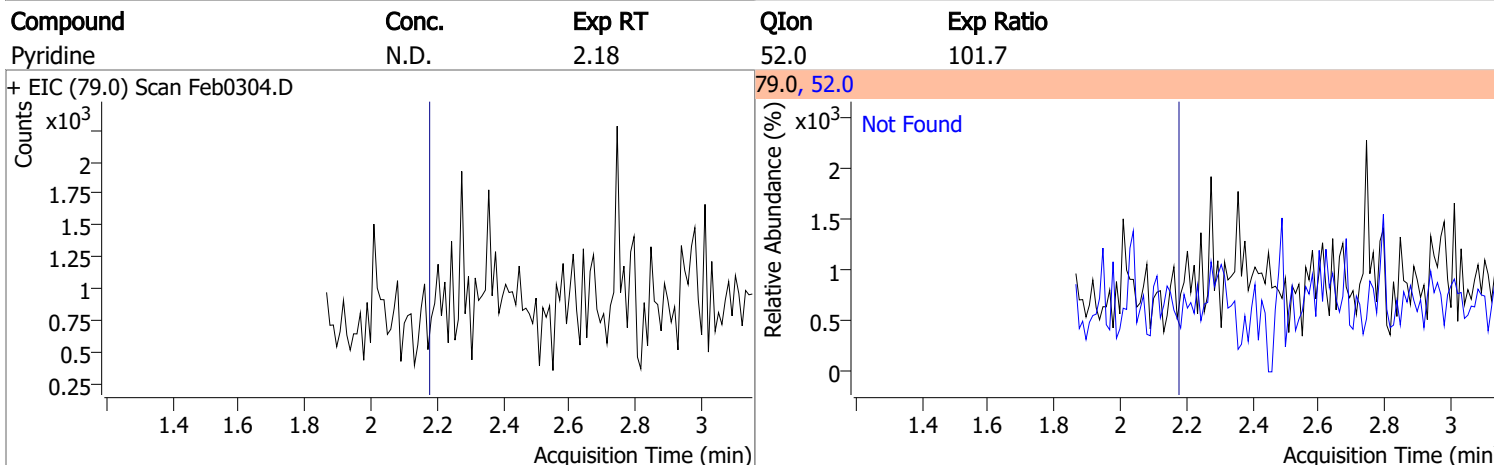 Compound Conc. Exp RT QIon Exp Ratio
Pyridine N.D. 2.18 52.0 101.7
+ EIC (79.0) Scan Feb0304.D
Counts
x10³
2
1.75
1.5
1.25
1
0.75
0.5
0.25
1.4 1.6 1.8 2 2.2 2.4 2.6 2.8 3
Acquisition Time (min)
79.0, 52.0
Relative Abundance (%)
x10³
Not Found
2
1.5
1
0.5
0
1.4 1.6 1.8 2 2.2 2.4 2.6 2.8 3
Acquisition Time (min